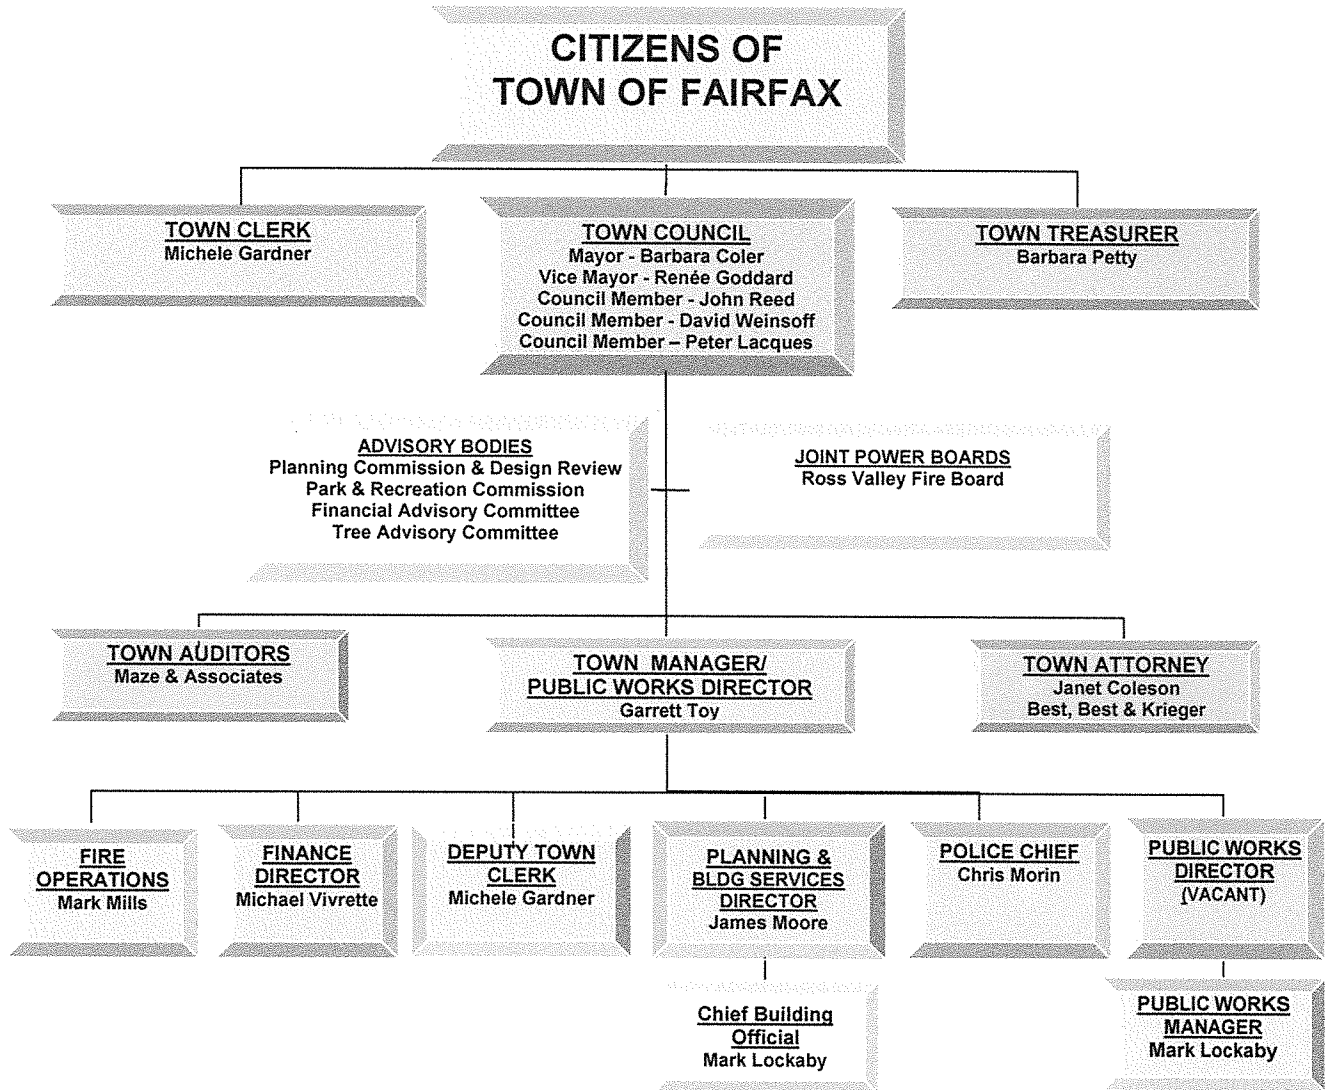 CITIZENS OF
TOWN OF FAIRFAX
TOWN CLERK
Michele Gardner
TOWN COUNCIL
Mayor - Barbara Coler
Vice Mayor - Renée Goddard
Council Member - John Reed
Council Member - David Weinsoff
Council Member – Peter Lacques
TOWN TREASURER
Barbara Petty
ADVISORY BODIES
Planning Commission & Design Review
Park & Recreation Commission
Financial Advisory Committee
Tree Advisory Committee
JOINT POWER BOARDS
Ross Valley Fire Board
TOWN AUDITORS
Maze & Associates
TOWN MANAGER/
PUBLIC WORKS DIRECTOR
Garrett Toy
TOWN ATTORNEY
Janet Coleson
Best, Best & Krieger
FIRE
OPERATIONS
Mark Mills
FINANCE
DIRECTOR
Michael Vivrette
DEPUTY TOWN
CLERK
Michele Gardner
PLANNING &
BLDG SERVICES
DIRECTOR
James Moore
POLICE CHIEF
Chris Morin
PUBLIC WORKS
DIRECTOR
(VACANT)
Chief Building
Official
Mark Lockaby
PUBLIC WORKS
MANAGER
Mark Lockaby